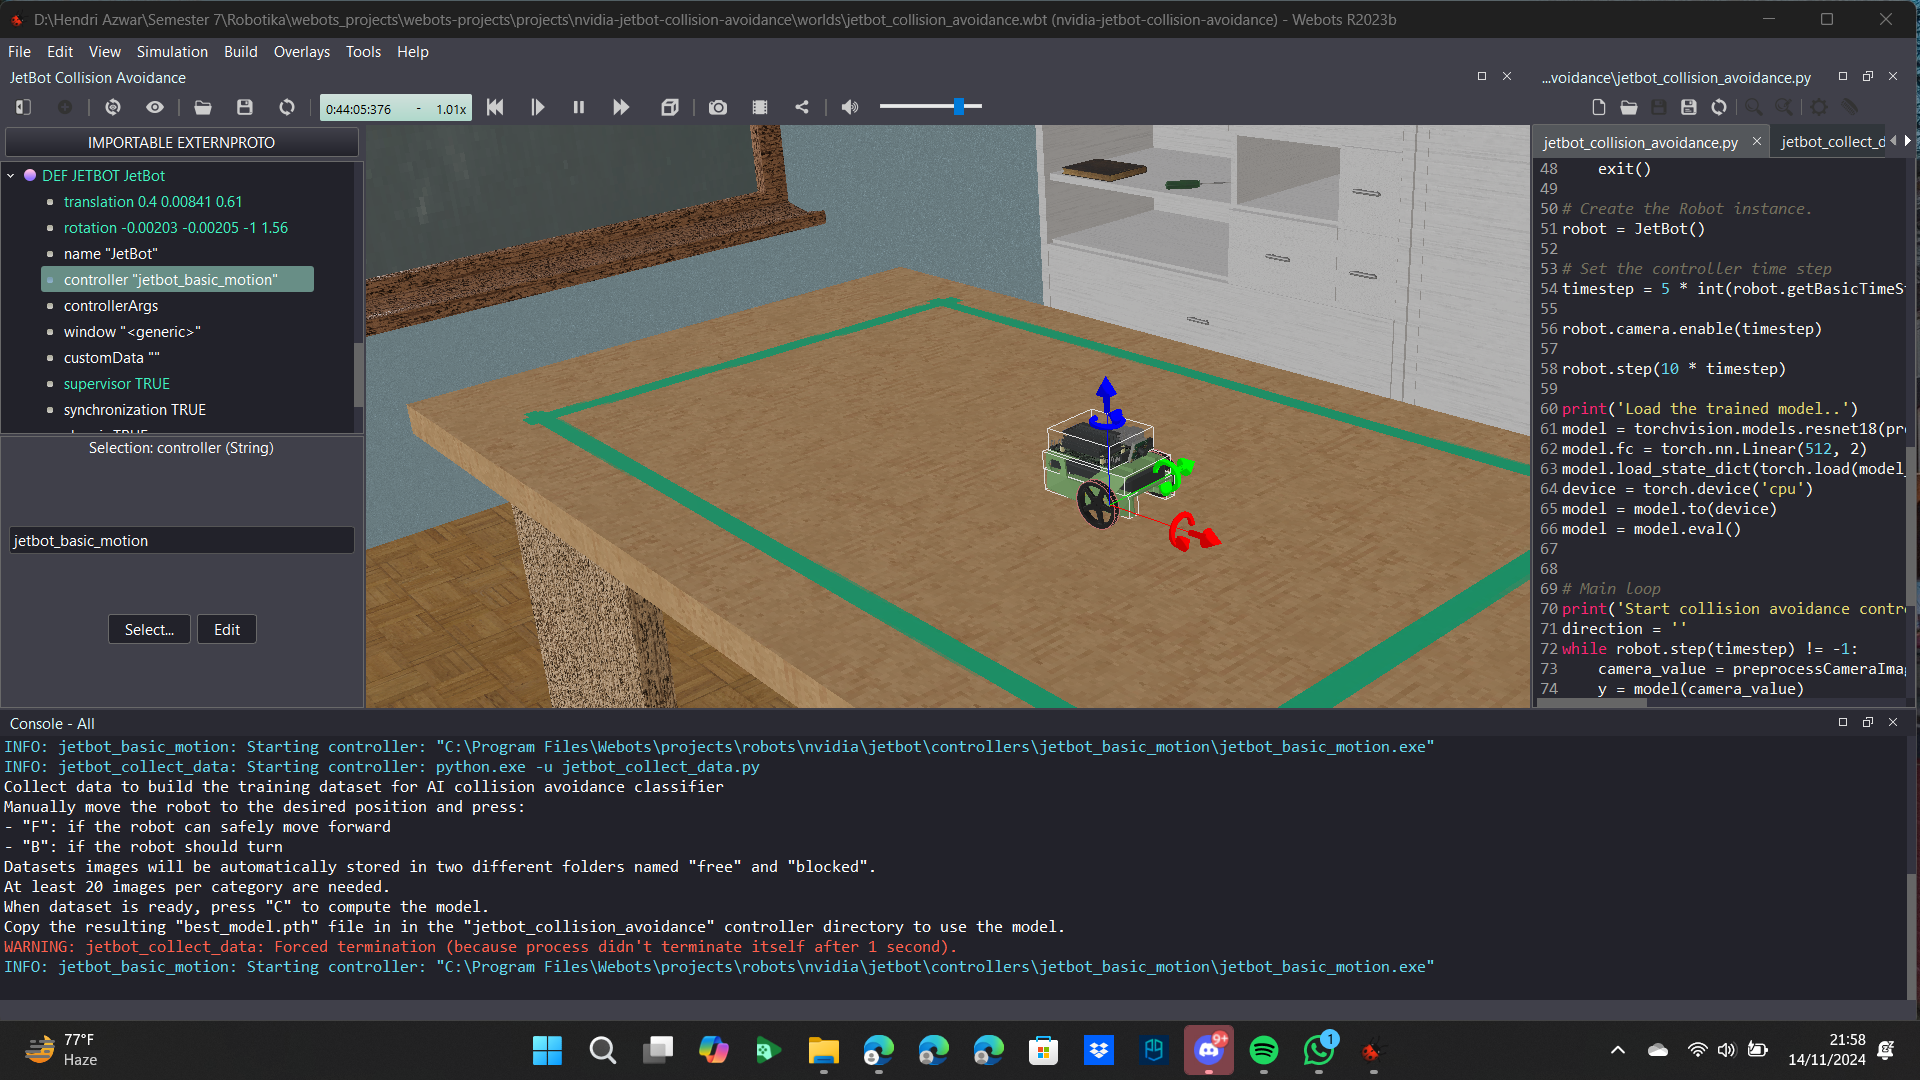 D:\Hendri Azwar\Semester 7\Robotika\webots_projects\webots-projects\projects\nvidia-jetbot-collision-avoidance\worlds\jetbot_collision_avoidance.wbt (nvidia-jetbot-collision-avoidance) - Webots R2023b
File Edit View Simulation Build Overlays Tools Help
JetBot Collision Avoidance
...voidance\jetbot_collision_avoidance.py
0:44:05:376 - 1.01x
IMPORTABLE EXTERNPROTO
DEF JETBOT JetBot
translation 0.4 0.00841 0.61
rotation -0.00203 -0.00205 -1 1.56
name "JetBot"
controller "jetbot_basic_motion"
controllerArgs
window "<generic>"
customData ""
supervisor TRUE
synchronization TRUE
Selection: controller (String)
jetbot_basic_motion
Select... Edit
jetbot_collision_avoidance.py jetbot_collect_d
48 exit()
49
50 # Create the Robot instance.
51 robot = JetBot()
52
53 # Set the controller time step
54 timestep = 5 * int(robot.getBasicTimeSt
55
56 robot.camera.enable(timestep)
57
58 robot.step(10 * timestep)
59
60 print('Load the trained model..')
61 model = torchvision.models.resnet18(pre
62 model.fc = torch.nn.Linear(512, 2)
63 model.load_state_dict(torch.load(model_
64 device = torch.device('cpu')
65 model = model.to(device)
66 model = model.eval()
67
68
69 # Main loop
70 print('Start collision avoidance contro
71 direction = ''
72 while robot.step(timestep) != -1:
73 camera_value = preprocessCameraImag
74 y = model(camera_value)
Console - All
INFO: jetbot_basic_motion: Starting controller: "C:\Program Files\Webots\projects\robots\nvidia\jetbot\controllers\jetbot_basic_motion\jetbot_basic_motion.exe"
INFO: jetbot_collect_data: Starting controller: python.exe -u jetbot_collect_data.py
Collect data to build the training dataset for AI collision avoidance classifier
Manually move the robot to the desired position and press:
- "F": if the robot can safely move forward
- "B": if the robot should turn
Datasets images will be automatically stored in two different folders named "free" and "blocked".
At least 20 images per category are needed.
When dataset is ready, press "C" to compute the model.
Copy the resulting "best_model.pth" file in in the "jetbot_collision_avoidance" controller directory to use the model.
WARNING: jetbot_collect_data: Forced termination (because process didn't terminate itself after 1 second).
INFO: jetbot_basic_motion: Starting controller: "C:\Program Files\Webots\projects\robots\nvidia\jetbot\controllers\jetbot_basic_motion\jetbot_basic_motion.exe"
77°F
Haze
9+
1
21:58
14/11/2024